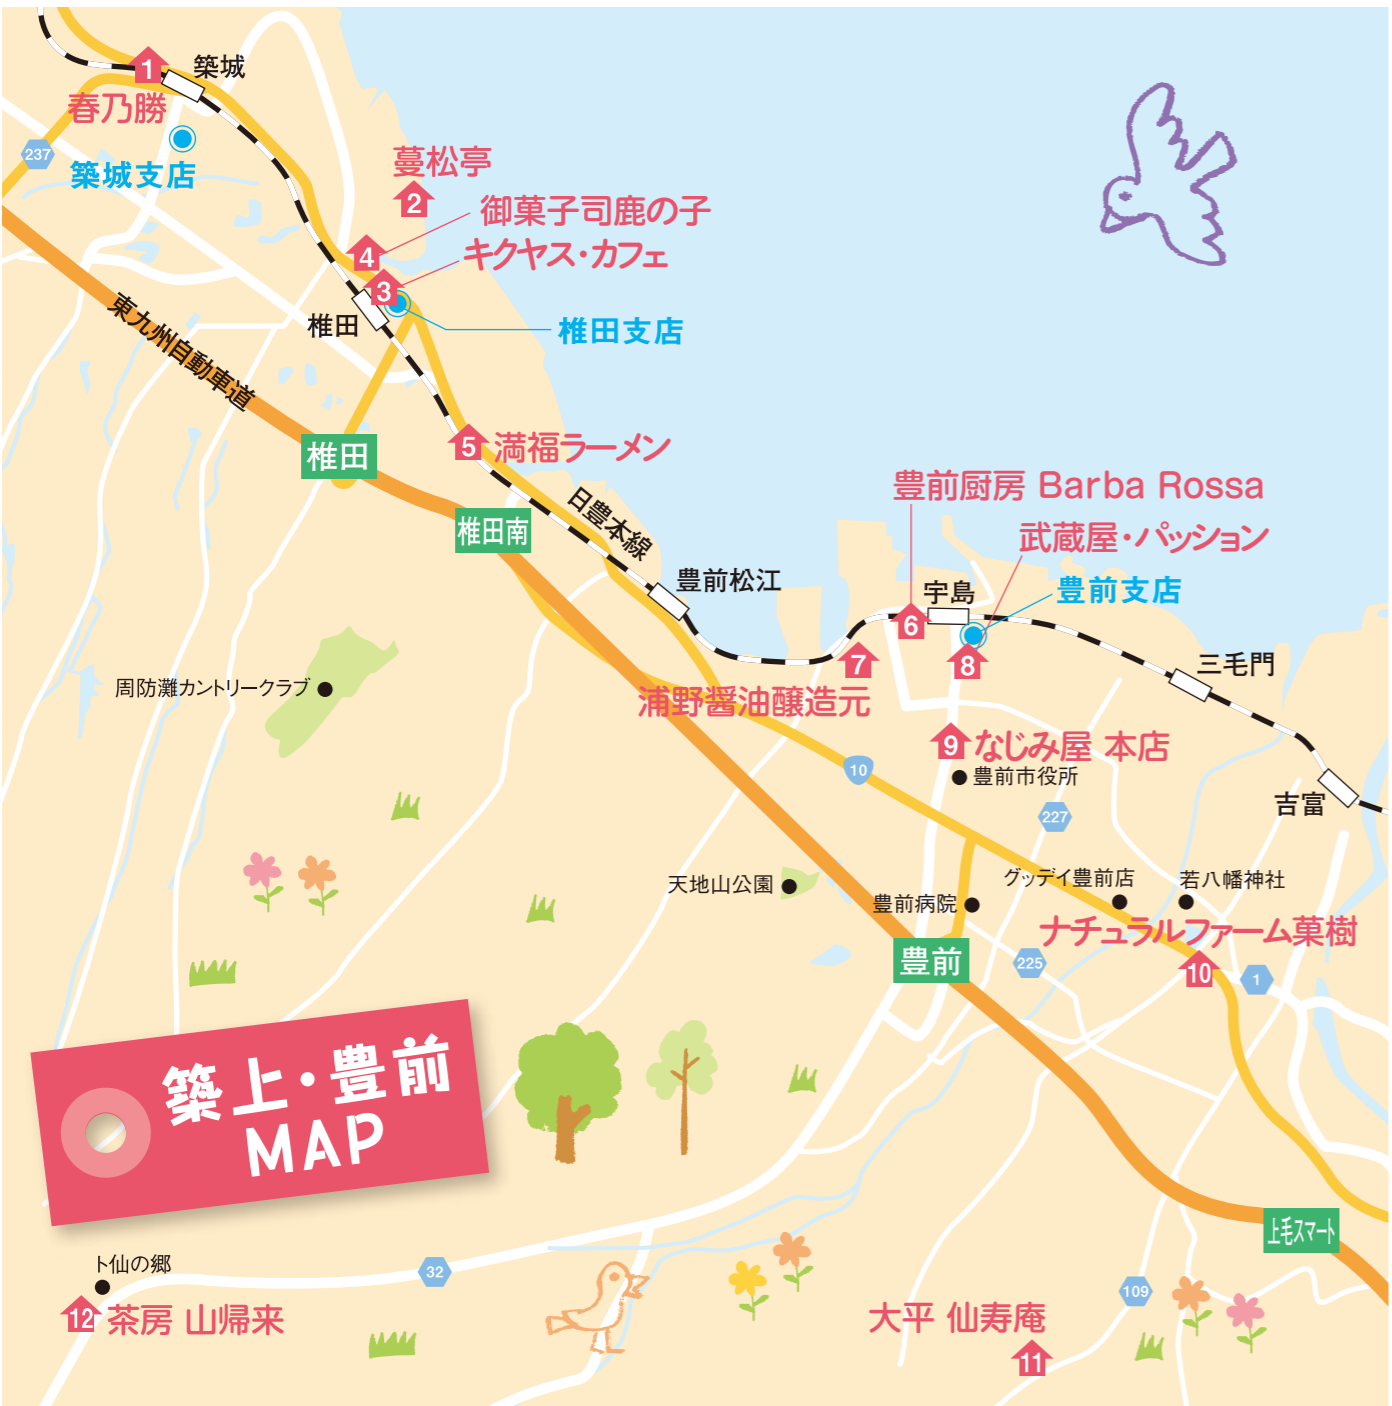 1
築城
春乃勝
237
築城支店
蔓松亭
2
御菓子司鹿の子
4
キクヤス・カフェ
3
椎田
椎田支店
東九州自動車道
椎田
5
満福ラーメン
日豊本線
椎田南
豊前松江
豊前厨房 Barba Rossa
武蔵屋・パッション
宇島
豊前支店
6
7
8
三毛門
周防灘カントリークラブ
浦野醤油醸造元
9
なじみ屋 本店
10
豊前市役所
227
吉富
天地山公園
グッデイ豊前店
若八幡神社
豊前病院
ナチュラルファーム菓樹
豊前
225
10
1
築上・豊前
MAP
上毛スマート
ト仙の郷
32
109
12
茶房 山帰来
大平 仙寿庵
11